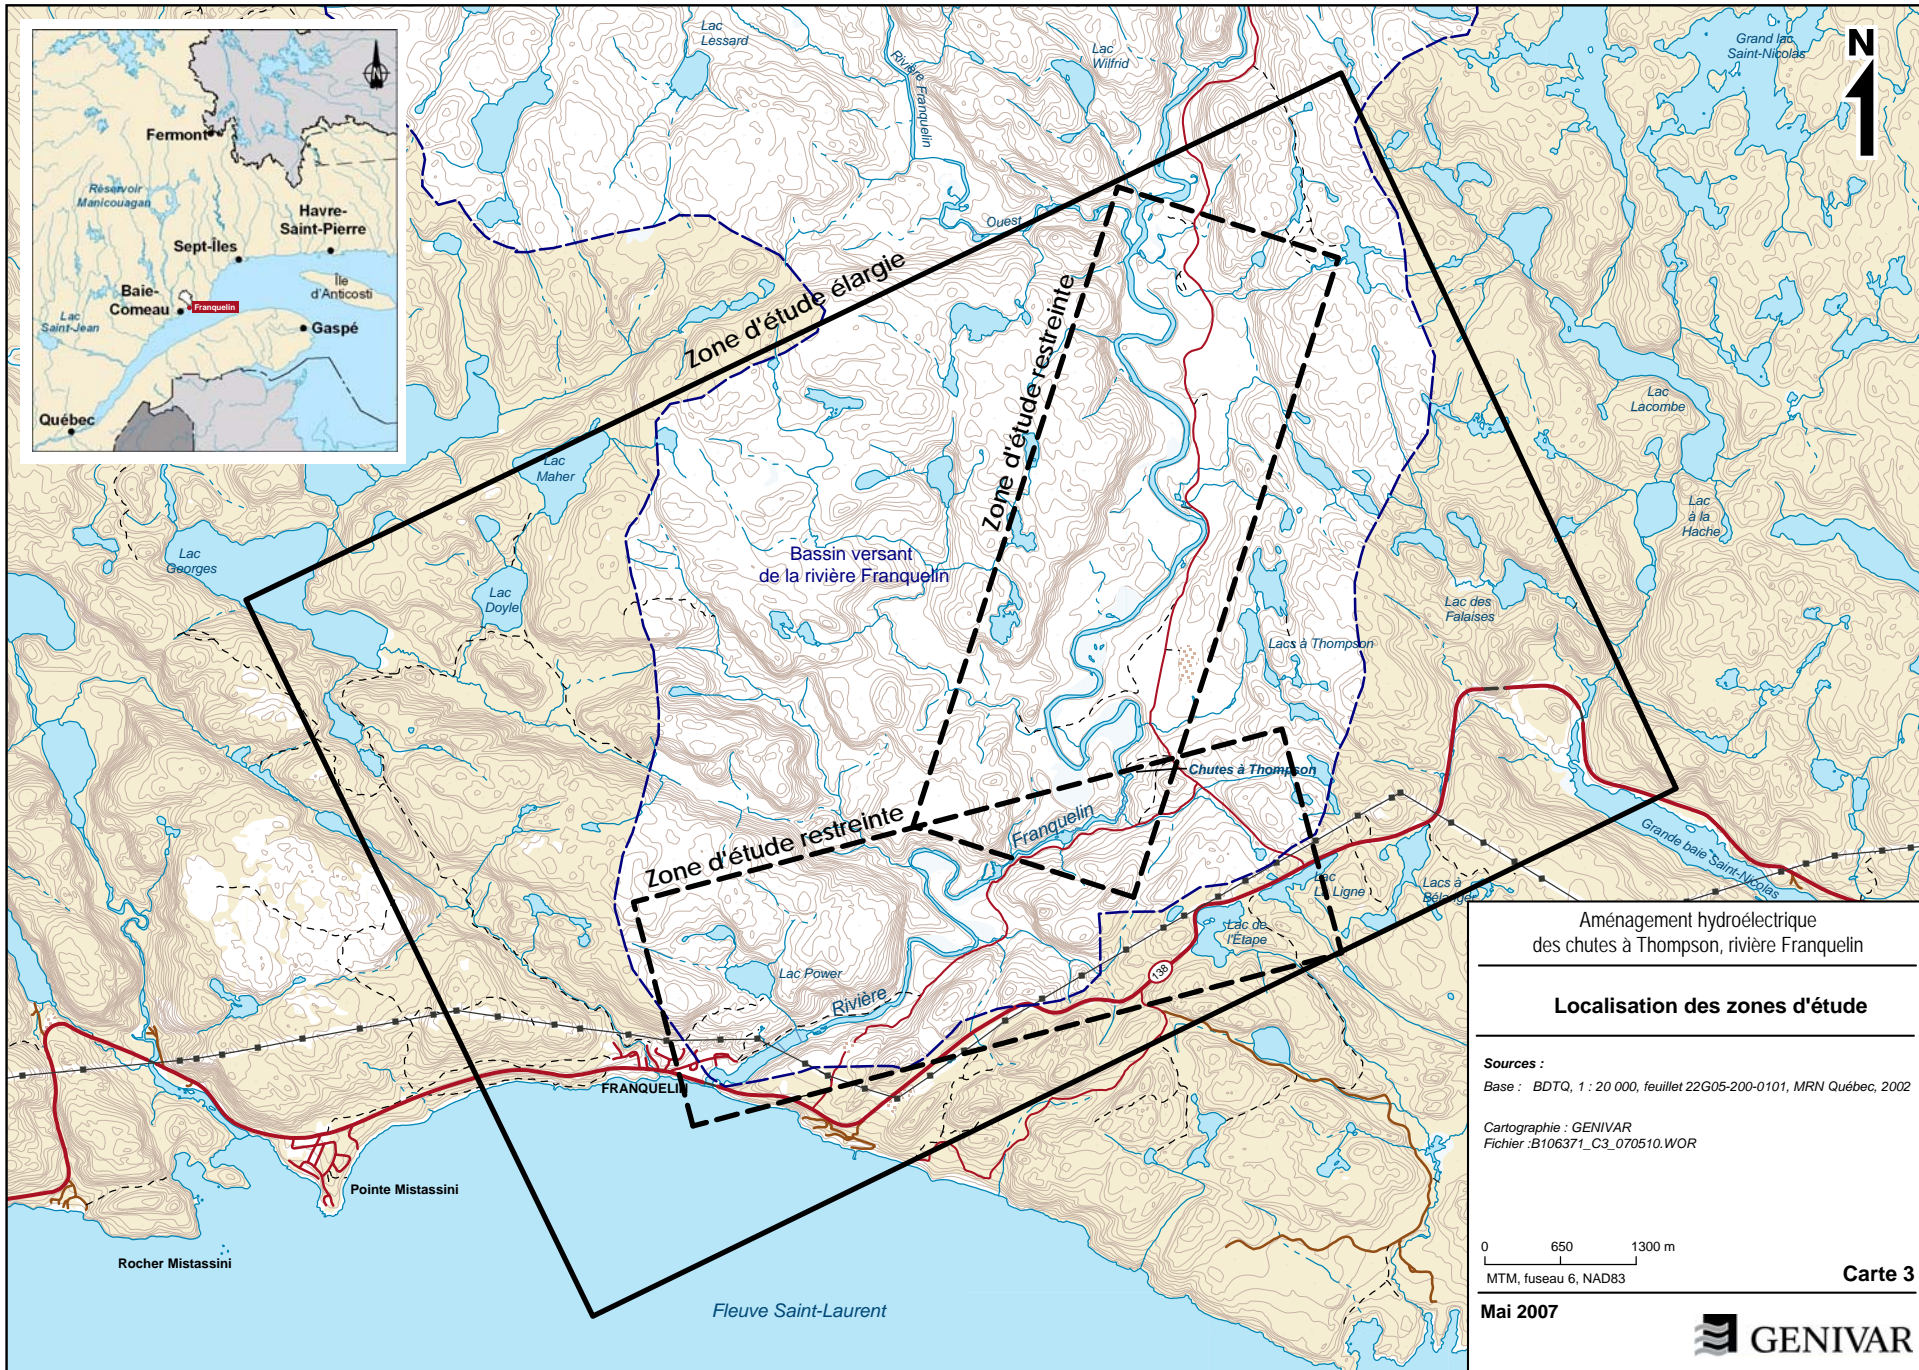 Fermont
Réservoir
Manicouagan
Havre-
Saint-Pierre
Sept-Îles
Île
d'Anticosti
Baie-
Comeau
Franquelin
Lac
Saint-Jean
Gaspé
Québec
N
Lac
Lessard
Rivière Franquelin
Lac
Wilfrid
Grand lac
Saint-Nicolas
N
Ouest
Zone d'étude élargie
Zone d'étude restreinte
Lac
Lacombe
Lac
Maher
Lac
à la
Hache
Lac
Georges
Lac
Doyle
Bassin versant
de la rivière Franquelin
Lac des
Falaises
Lacs à Thompson
Chutes à Thompson
Franquelin
Zone d'étude restreinte
Grande baie Saint-Nicolas
Lac
La Ligne
Lacs à
Bélanger
Lac de
l'Étape
138
Lac Power
Rivière
FRANQUELIN
Pointe Mistassini
Rocher Mistassini
Fleuve Saint-Laurent
Aménagement hydroélectrique
des chutes à Thompson, rivière Franquelin
Localisation des zones d'étude
Sources :
Base : BDTQ, 1 : 20 000, feuillet 22G05-200-0101, MRN Québec, 2002
Cartographie : GENIVAR
Fichier :B106371_C3_070510.WOR
0 650 1300 m
MTM, fuseau 6, NAD83
Carte 3
Mai 2007
GENIVAR